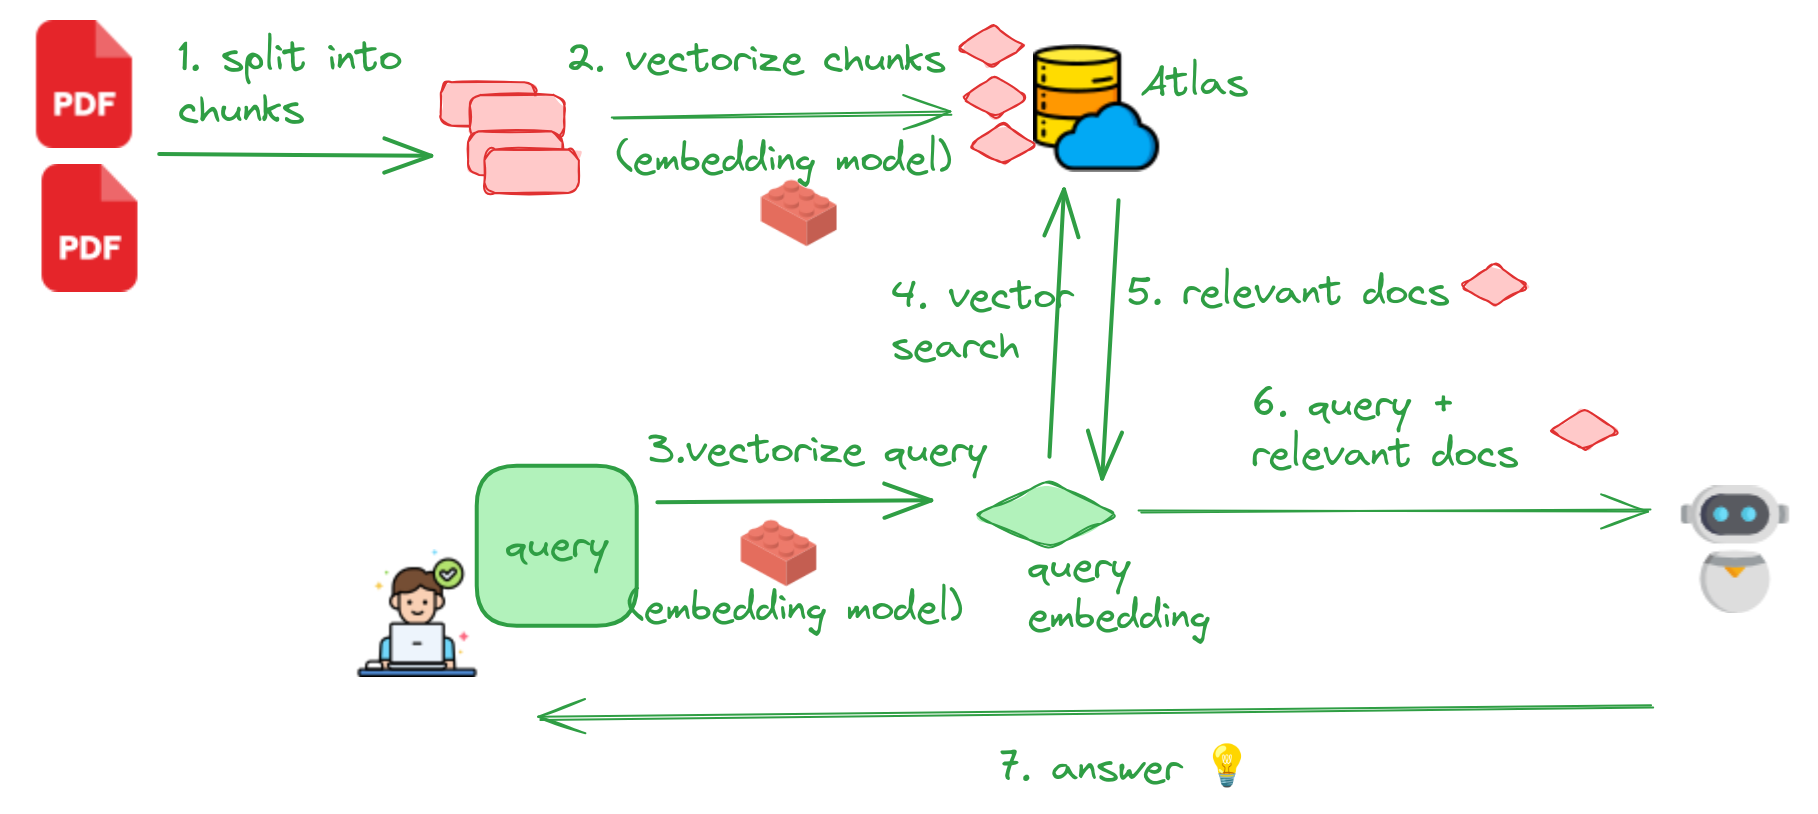 PDF
PDF
1. split into
chunks
2. vectorize chunks
(embedding model)
Atlas
4. vector
search
5. relevant docs
6. query +
relevant docs
3.vectorize query
query
(embedding model)
query
embedding
7. answer